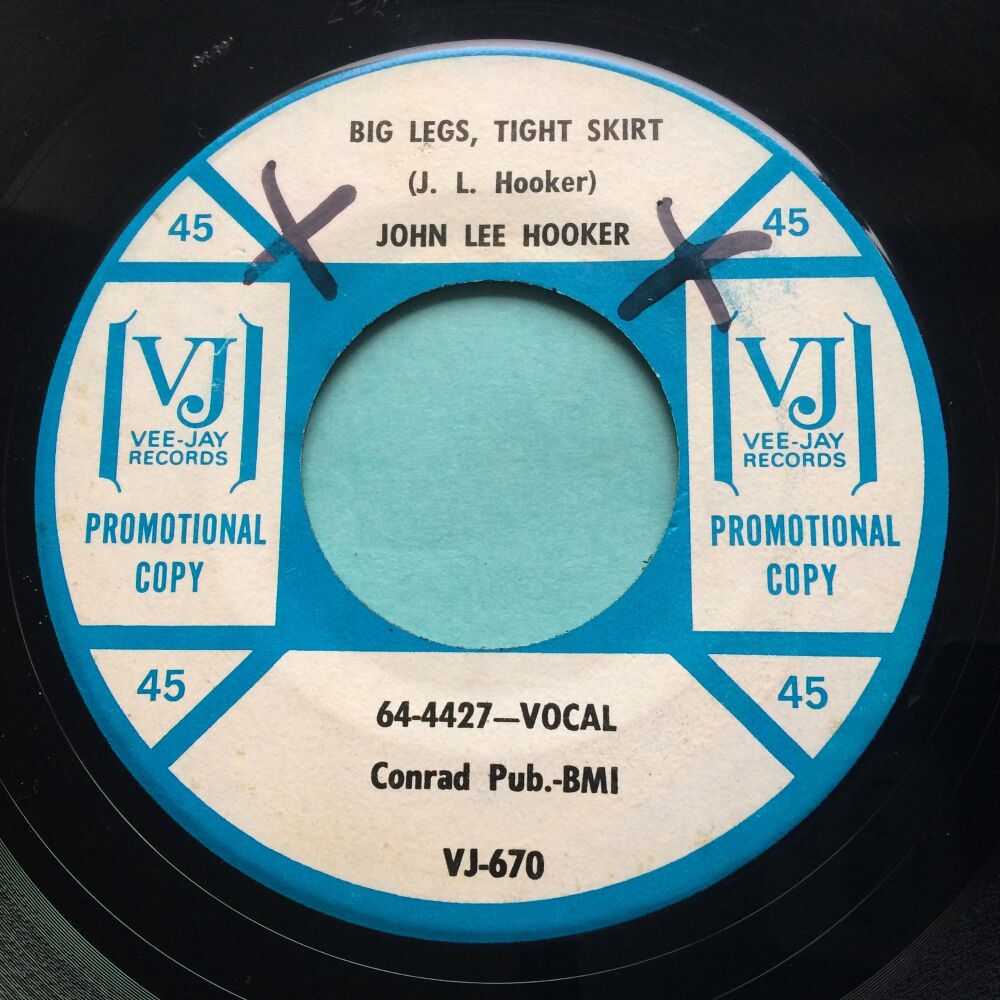 BIG LEGS, TIGHT SKIRT
(J. L. Hooker)
JOHN LEE HOOKER
45
45
VJ
VEE-JAY
RECORDS
PROMOTIONAL
COPY
VJ
VEE-JAY
RECORDS
PROMOTIONAL
COPY
45
45
64-4427—VOCAL
Conrad Pub.-BMI
VJ-670